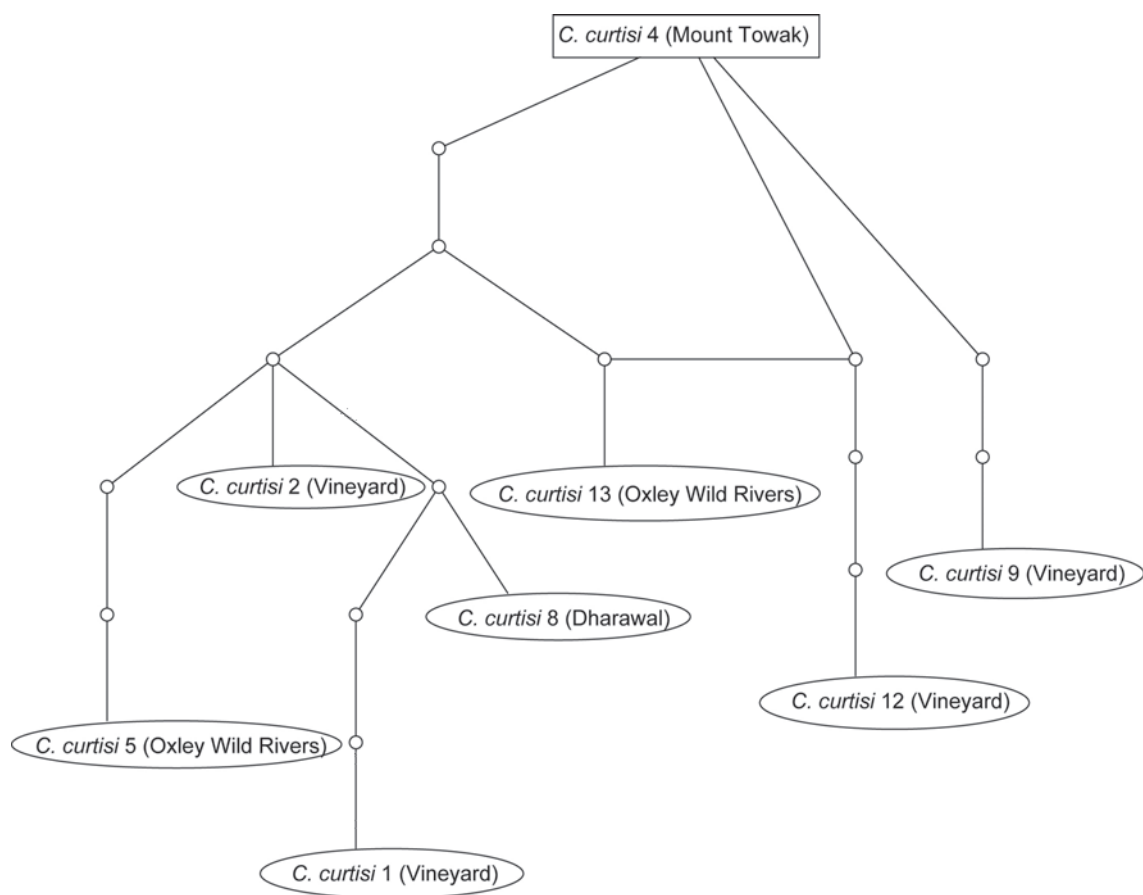 C. curtisi 4 (Mount Towak)
C. curtisi 2 (Vineyard)
C. curtisi 13 (Oxley Wild Rivers)
C. curtisi 9 (Vineyard)
C. curtisi 8 (Dharawal)
C. curtisi 12 (Vineyard)
C. curtisi 5 (Oxley Wild Rivers)
C. curtisi 1 (Vineyard)